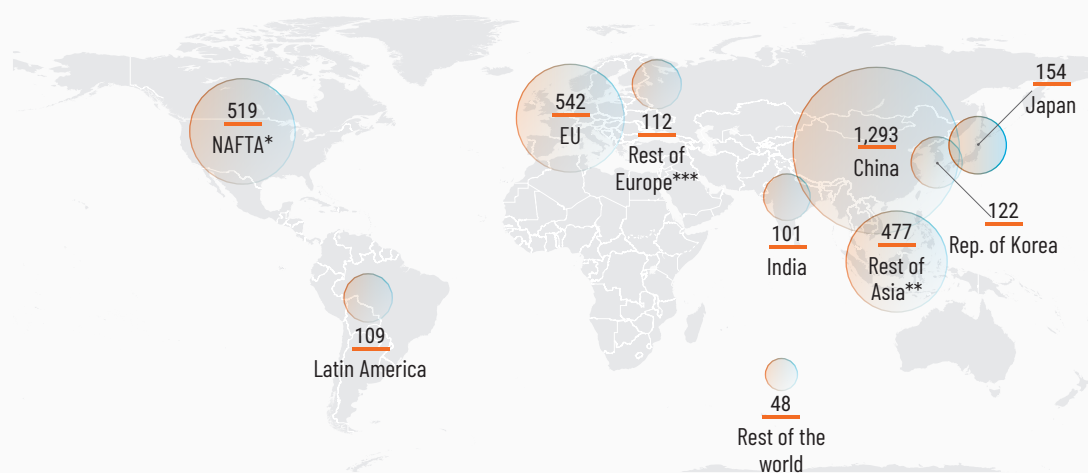 519
NAFTA*
542
EU
112
Rest of
Europe***
1,293
China
154
Japan
122
Rep. of Korea
101
India
477
Rest of
Asia**
109
Latin America
48
Rest of the
world